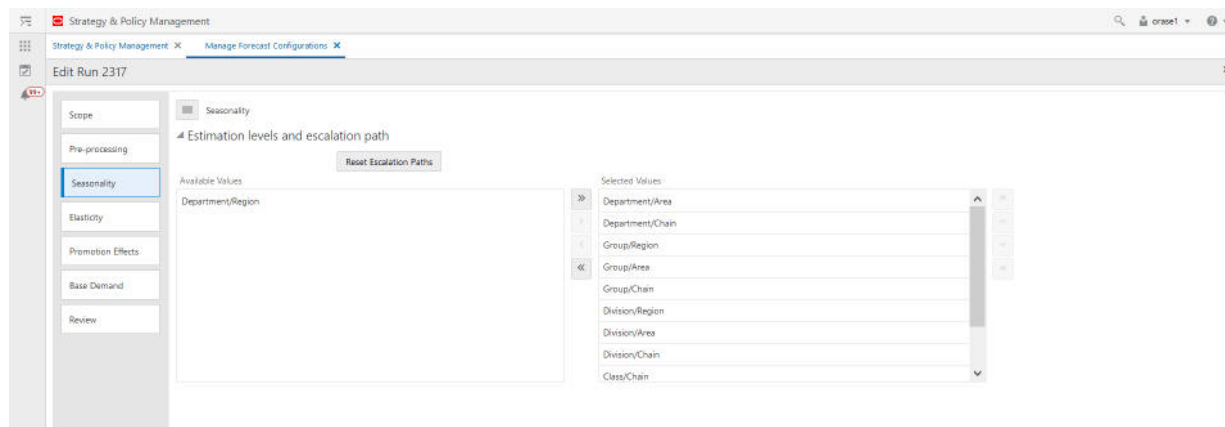 Strategy & Policy Management
oraset
Strategy & Policy Management
Manage Forecast Configurations
Edit Run 2317
99+
Scope
Pre-processing
Seasonality
Elasticity
Promotion Effects
Base Demand
Review
Seasonality
Estimation levels and escalation path
Reset Escalation Paths
Available Values
Department/Region
Selected Values
Department/Area
Department/Chain
Group/Region
Group/Area
Group/Chain
Division/Region
Division/Area
Division/Chain
Class/Chain